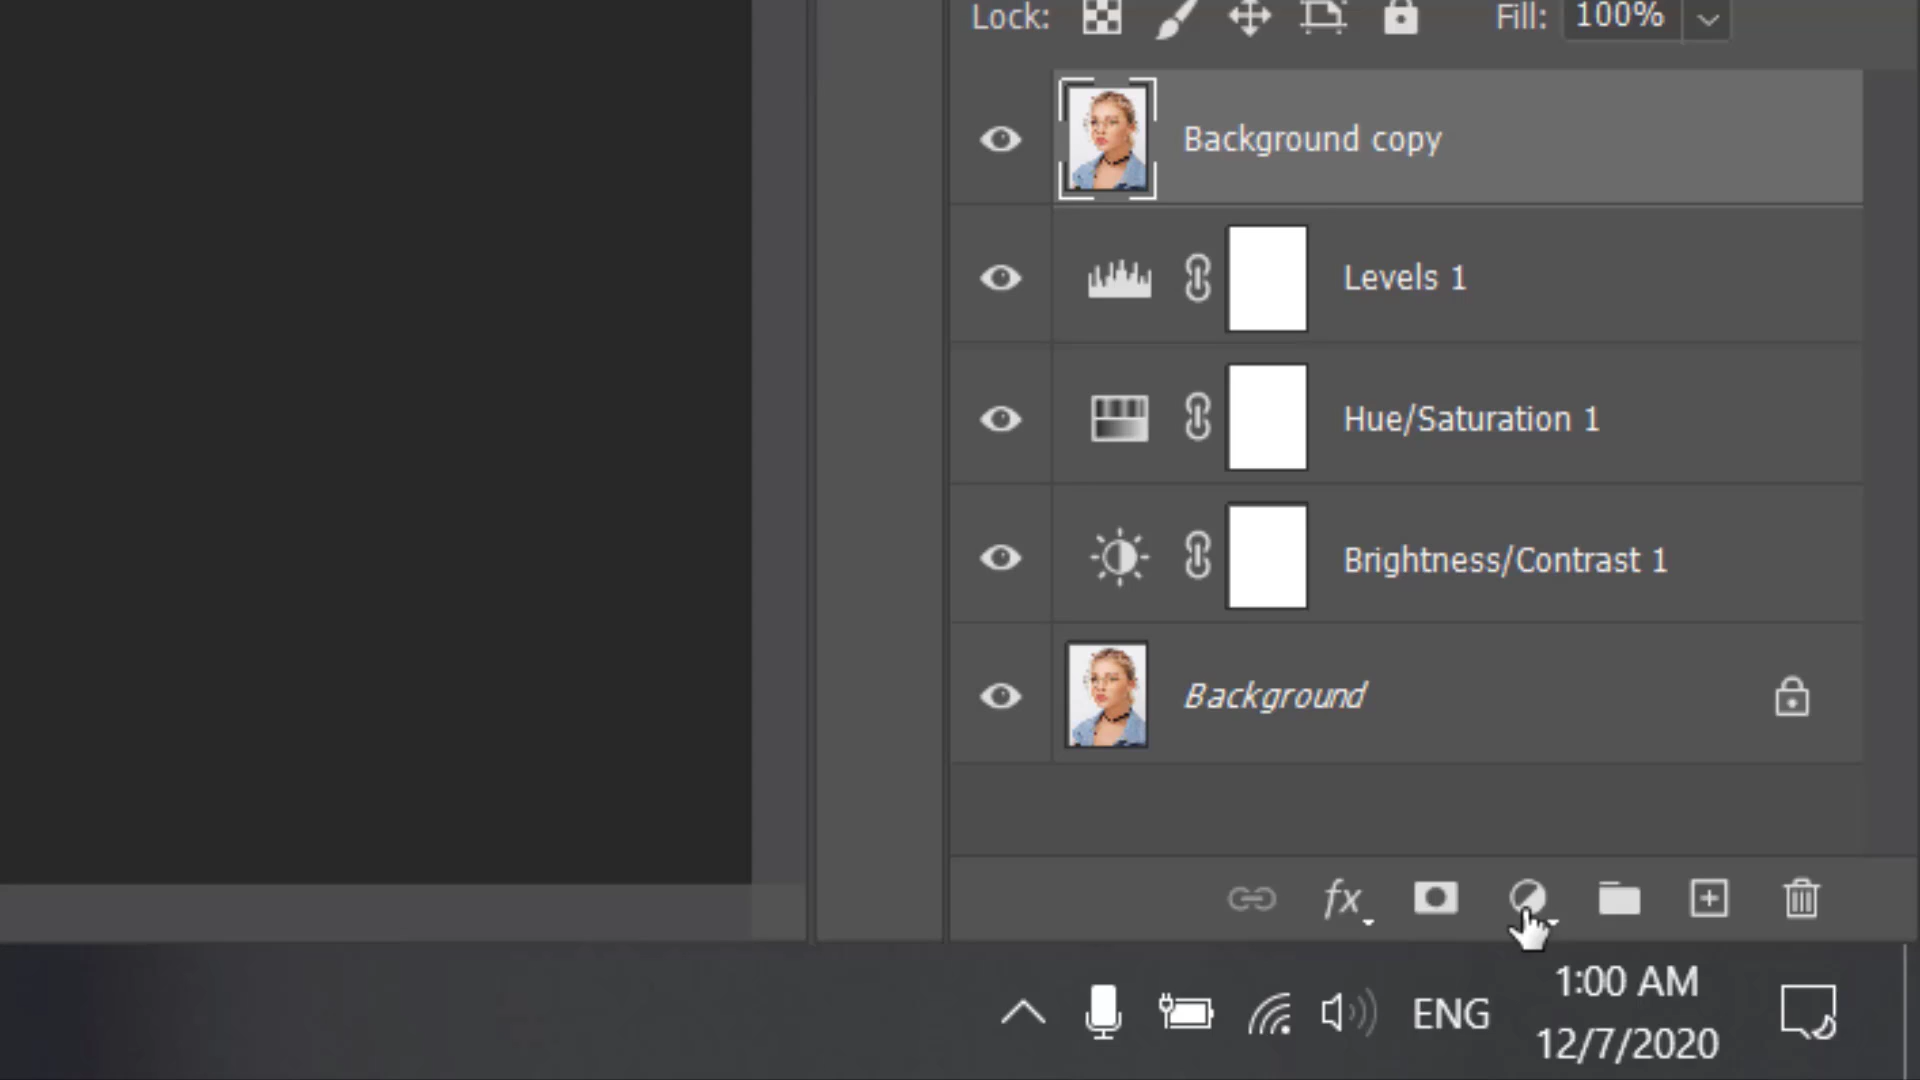 Lock: Fill: 100%
Background copy
Levels 1
Hue/Saturation 1
Brightness/Contrast 1
Background
fx
ENG 1:00 AM
12/7/2020